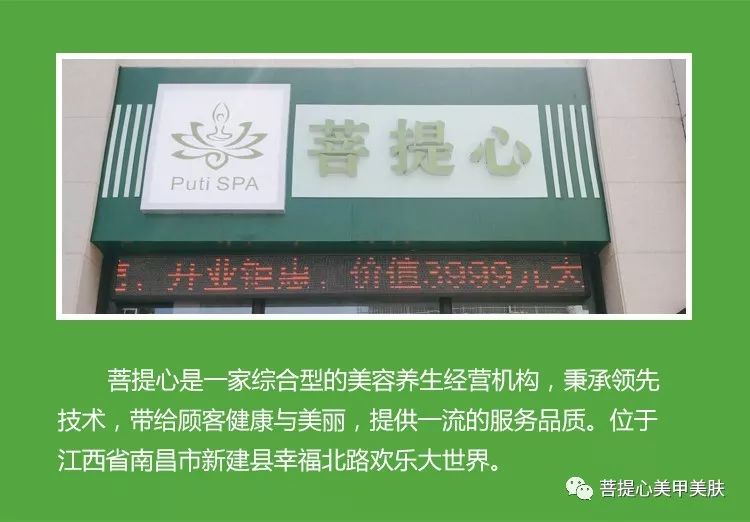 Puti SPA
菩提心
开业钜惠，价值3999元大
菩提心是一家综合型的美容养生经营机构，秉承领先
技术，带给顾客健康与美丽，提供一流的服务品质。位于
江西省南昌市新建县幸福北路欢乐大世界。
菩提心美甲美肤